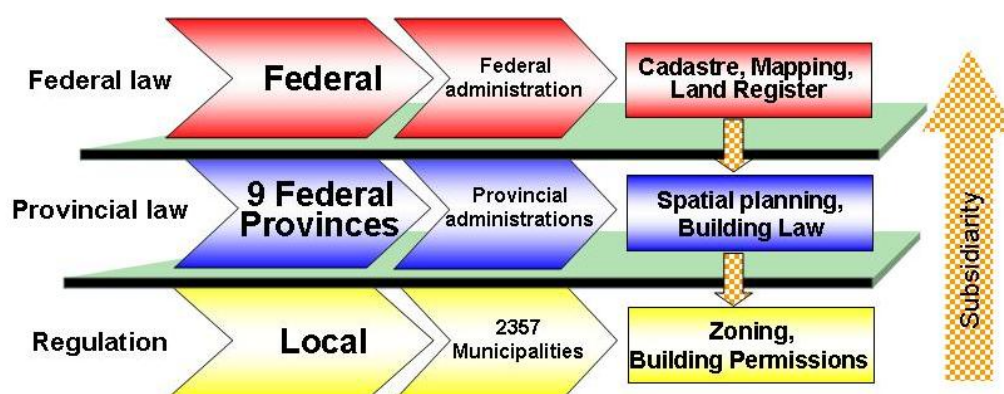 Federal law
Federal
Federal
administration
Cadastre, Mapping,
Land Register
Provincial law
9 Federal
Provinces
Provincial
administrations
Spatial planning,
Building Law
Regulation
Local
2357
Municipalities
Zoning,
Building Permissions
Subsidiarity